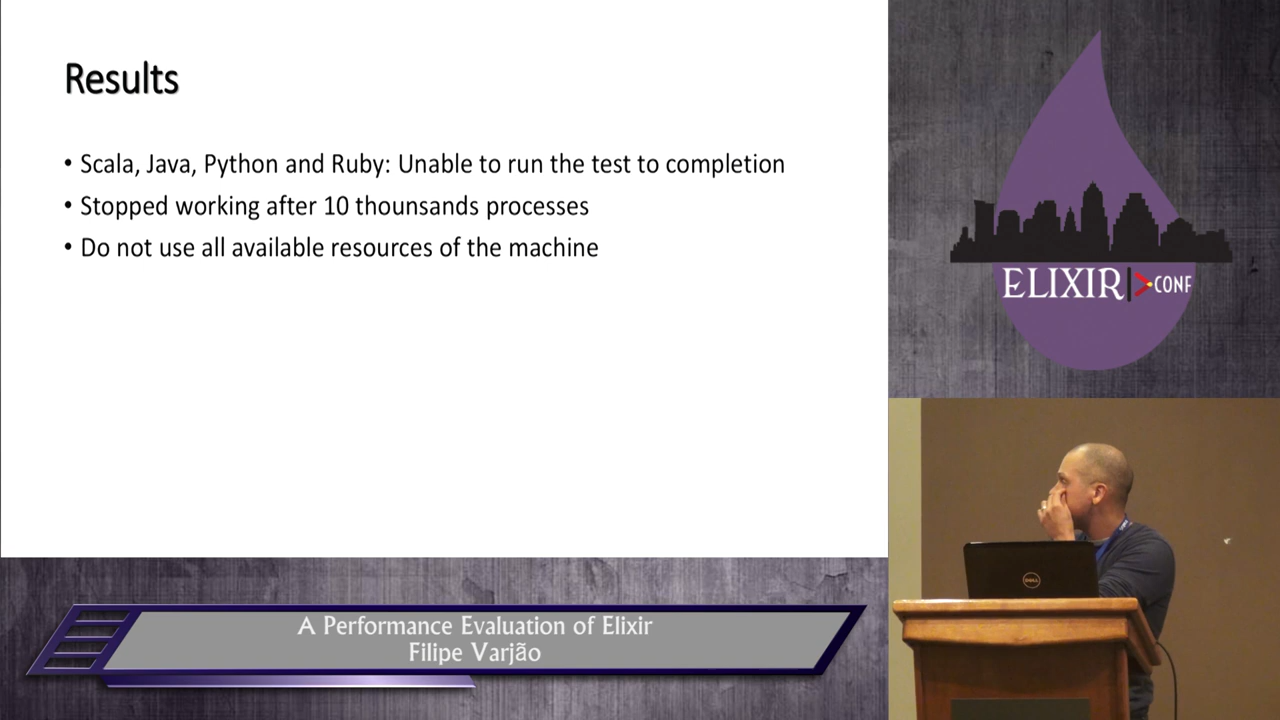 Results
• Scala, Java, Python and Ruby: Unable to run the test to completion
• Stopped working after 10 thounsands processes
• Do not use all available resources of the machine
ELIXIR CONF
DELL
A Performance Evaluation of Elixir
Filipe Varjão